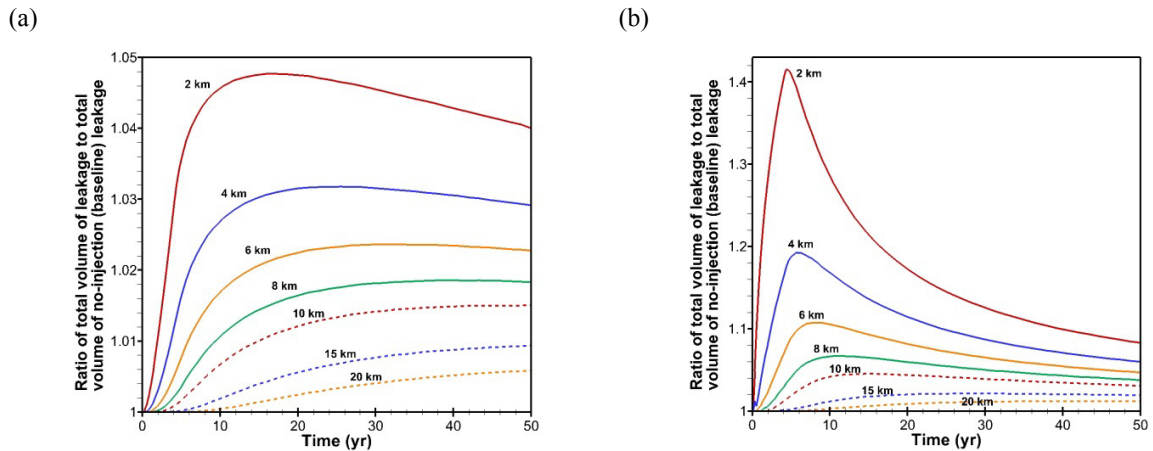 (a)
(b)
Ratio of total volume of leakage to total
volume of no-injection (baseline) leakage
1.05
1.04
1.03
1.02
1.01
1
2 km
4 km
6 km
8 km
10 km
15 km
20 km
0
10
20
30
40
50
Time (yr)
Ratio of total volume of leakage to total
volume of no-injection (baseline) leakage
1.4
1.3
1.2
1.1
1
2 km
4 km
6 km
8 km
10 km
15 km
20 km
0
10
20
30
40
50
Time (yr)